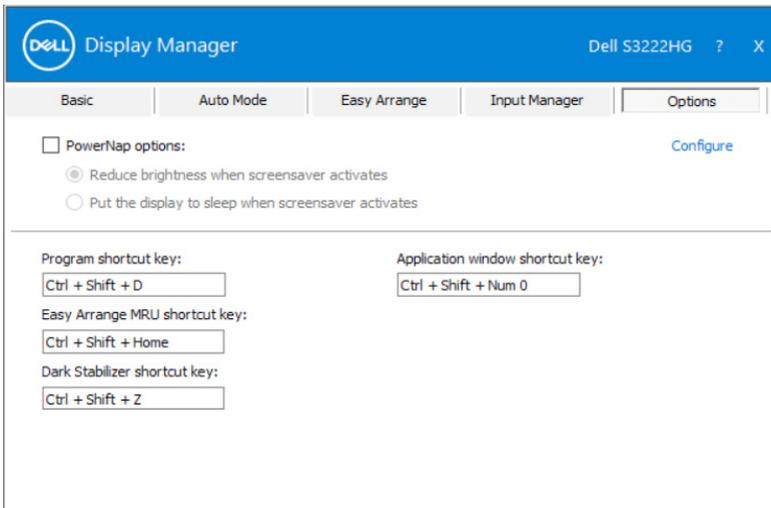 DELL Display Manager Dell S3222HG ? X
Basic Auto Mode Easy Arrange Input Manager Options
PowerNap options: Configure
Reduce brightness when screensaver activates
Put the display to sleep when screensaver activates
Program shortcut key: Application window shortcut key:
Ctrl + Shift + D Ctrl + Shift + Num 0
Easy Arrange MRU shortcut key:
Ctrl + Shift + Home
Dark Stabilizer shortcut key:
Ctrl + Shift + Z